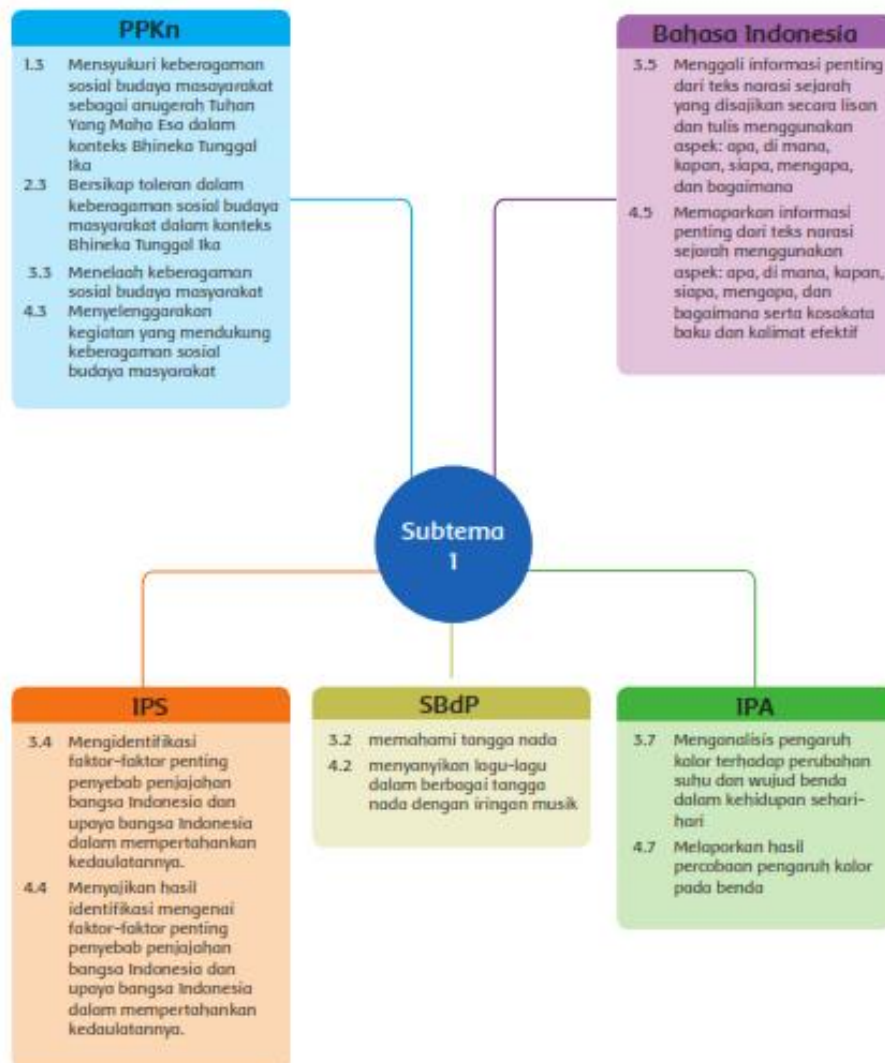 PPKn
1.3 Mensyukuri keberagaman
sosial budaya masayarakat
sebagai anugerah Tuhan
Yang Maha Esa dalam
konteks Bhineka Tunggal
Ika
2.3 Bersikap toleran dalam
keberagaman sosial budaya
masyarakat dalam konteks
Bhineka Tunggal Ika
3.3 Menelaah keberagaman
sosial budaya masyarakat
4.3 Menyelenggarakan
kegiatan yang mendukung
keberagaman sosial
budaya masyarakat
Bahasa Indonesia
3.5 Menggali informasi penting
dari teks narasi sejarah
yang disajikan secara lisan
dan tulis menggunakan
aspek: apa, di mana,
kapan, siapa, mengapa,
dan bagaimana
4.5 Memaparkan informasi
penting dari teks narasi
sejarah menggunakan
aspek: apa, di mana, kapan,
siapa, mengapa, dan
bagaimana serta kosakata
baku dan kalimat efektif
Subtema
1
IPS
3.4 Mengidentifikasi
faktor-faktor penting
penyebab penjajahan
bangsa Indonesia dan
upaya bangsa Indonesia
dalam mempertahankan
kedaulatannya.
4.4 Menyajikan hasil
identifikasi mengenai
faktor-faktor penting
penyebab penjajahan
bangsa Indonesia dan
upaya bangsa Indonesia
dalam mempertahankan
kedaulatannya.
SBdP
3.2 memahami tangga nada
4.2 menyanyikan lagu-lagu
dalam berbagai tangga
nada dengan iringan musik
IPA
3.7 Menganalisis pengaruh
kalor terhadap perubahan
suhu dan wujud benda
dalam kehidupan sehari-
hari
4.7 Melaporkan hasil
percobaan pengaruh kalor
pada benda